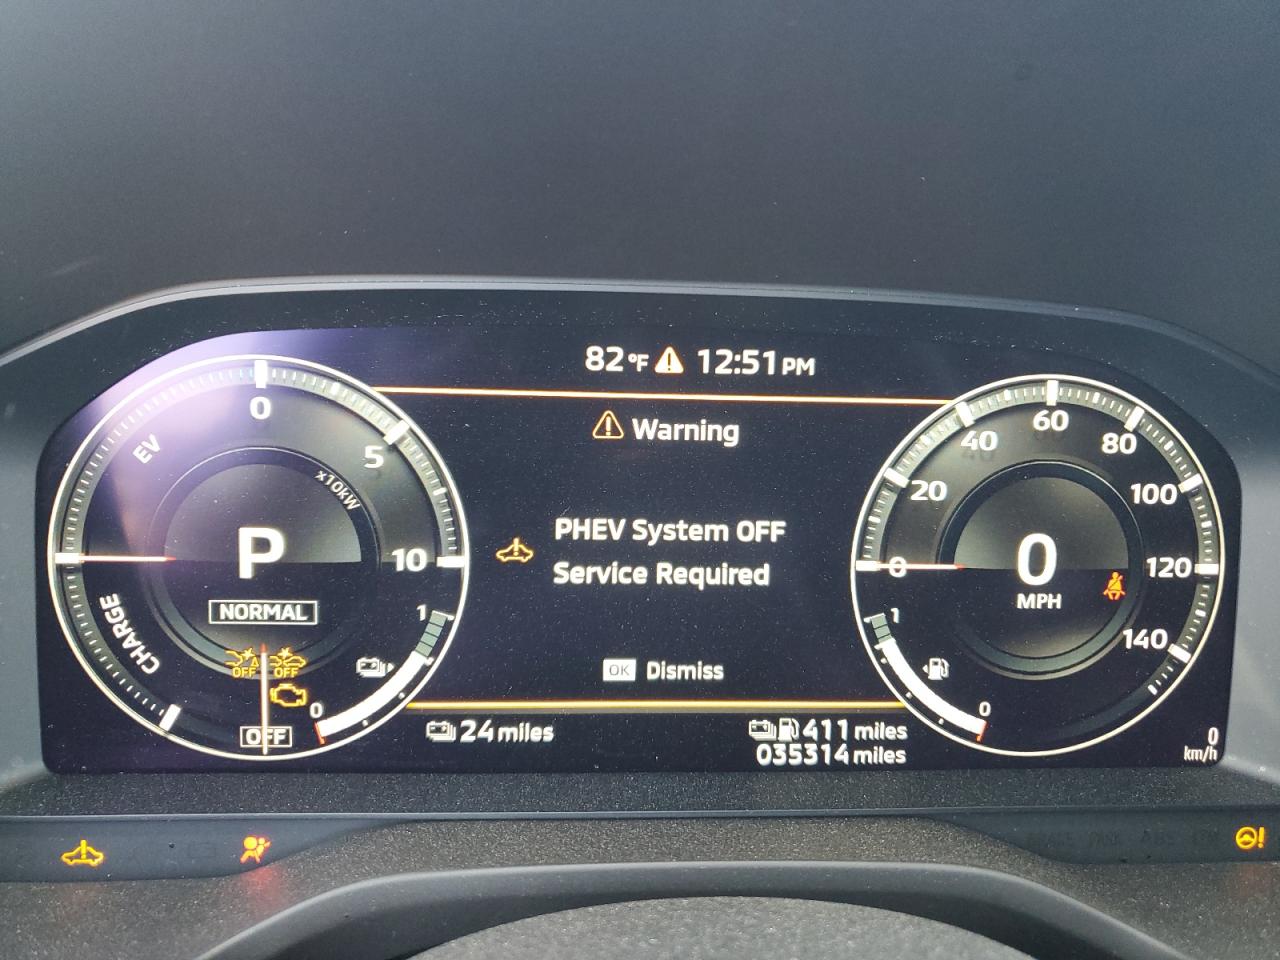 82°F 12:51 PM
Warning
PHEV System OFF
Service Required
OK Dismiss
24 miles
411 miles
035314 miles
EV
0
5
10
x10kW
P
NORMAL
CHARGE
OFF OFF
OFF
1
0
0
20
40
60
80
100
120
140
0
MPH
1
0
0
km/h